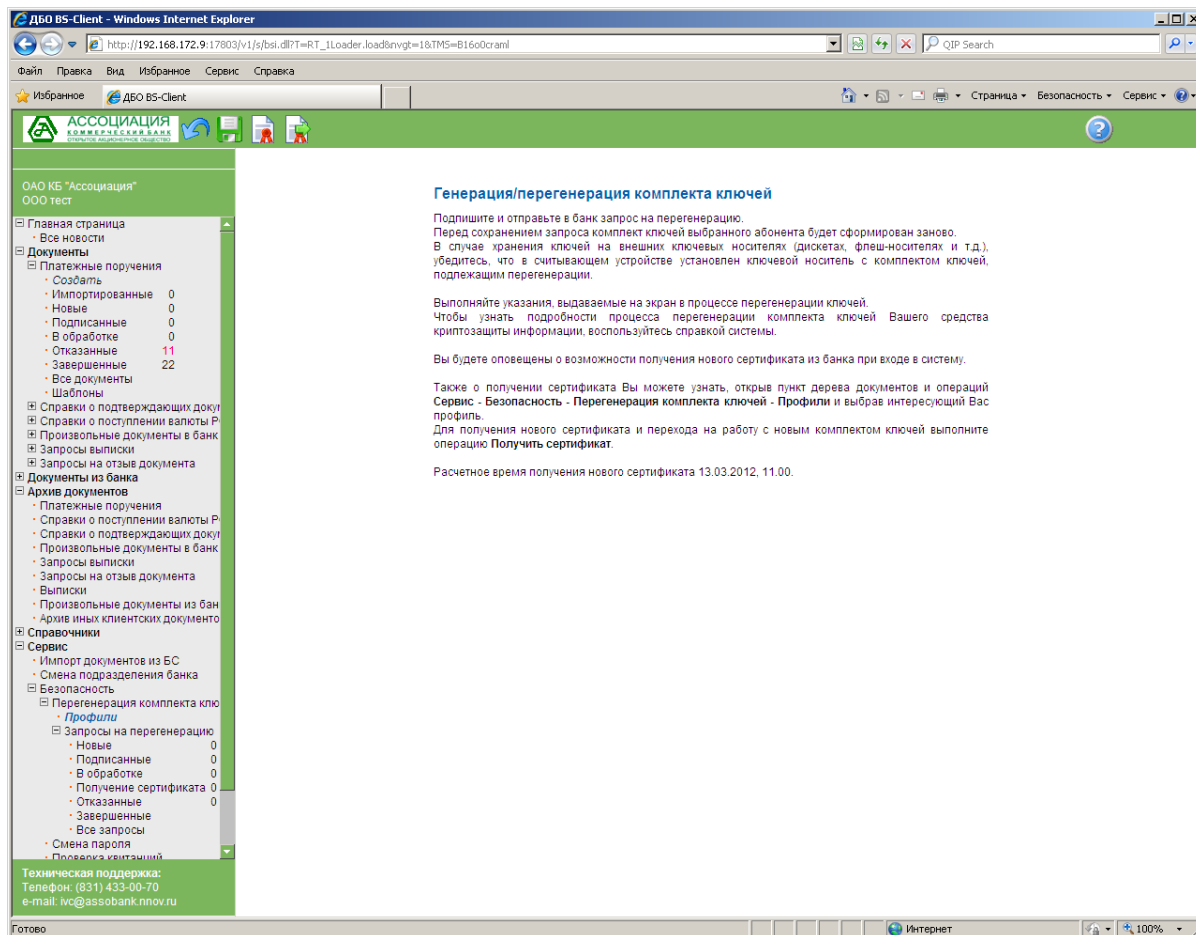 ДБО BS-Client - Windows Internet Explorer
http://192.168.172.9:17803/v1/s/bsi.dll?T=RT_1Loader.load&nvgt=1&TMS=B16o0craml
QIP Search
Файл Правка Вид Избранное Сервис Справка
Избранное ДБО BS-Client Страница Безопасность Сервис
АССОЦИАЦИЯ
КОММЕРЧЕСКИЙ БАНК
ОТКРЫТОЕ АКЦИОНЕРНОЕ ОБЩЕСТВО
ОАО КБ "Ассоциация"
ООО тест
Главная страница
Все новости
Документы
Платежные поручения
Создать
Импортированные 0
Новые 0
Подписанные 0
В обработке 0
Отказанные 11
Завершенные 22
Все документы
Шаблоны
Справки о подтверждающих докум
Справки о поступлении валюты Р
Произвольные документы в банк
Запросы выписки
Запросы на отзыв документа
Документы из банка
Архив документов
Платежные поручения
Справки о поступлении валюты Р
Справки о подтверждающих докум
Произвольные документы в банк
Запросы выписки
Запросы на отзыв документа
Выписки
Произвольные документы из бан
Архив иных клиентских документо
Справочники
Сервис
Импорт документов из БС
Смена подразделения банка
Безопасность
Перегенерация комплекта клю
Профили
Запросы на перегенерацию
Новые 0
Подписанные 0
В обработке 0
Получение сертификата 0
Отказанные 0
Завершенные
Все запросы
Смена пароля
Проверка квитанций
Техническая поддержка:
Телефон: (831) 433-00-70
e-mail: ivc@assobank.nnov.ru
Генерация/перегенерация комплекта ключей
Подпишите и отправьте в банк запрос на перегенерацию.
Перед сохранением запроса комплект ключей выбранного абонента будет сформирован заново.
В случае хранения ключей на внешних ключевых носителях (дискетах, флеш-носителях и т.д.),
убедитесь, что в считывающем устройстве установлен ключевой носитель с комплектом ключей,
подлежащим перегенерации.
Выполняйте указания, выдаваемые на экран в процессе перегенерации ключей.
Чтобы узнать подробности процесса перегенерации комплекта ключей Вашего средства
криптозащиты информации, воспользуйтесь справкой системы.
Вы будете оповещены о возможности получения нового сертификата из банка при входе в систему.
Также о получении сертификата Вы можете узнать, открыв пункт дерева документов и операций
Сервис - Безопасность - Перегенерация комплекта ключей - Профили и выбрав интересующий Вас
профиль.
Для получения нового сертификата и перехода на работу с новым комплектом ключей выполните
операцию Получить сертификат.
Расчетное время получения нового сертификата 13.03.2012, 11.00.
Готово Интернет 100%